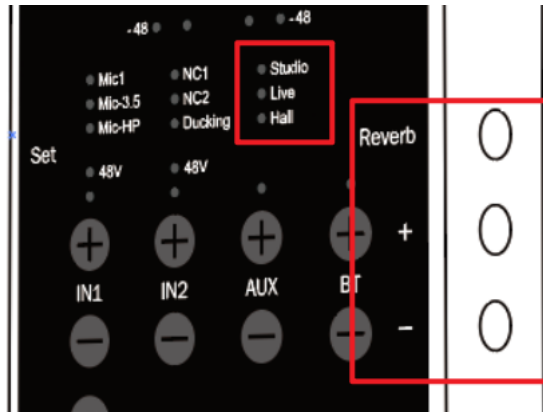 -48 -48
Mic1 NC1 Studio
Mic-3.5 NC2 Live
Mic-HP Ducking Hall
Set Reverb
48V 48V
+ + + + +
IN1 IN2 AUX BT
− − − − −